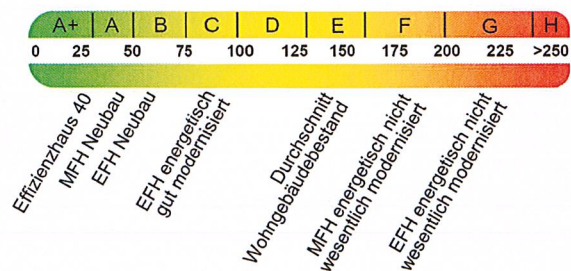 A+ A B C D E F G H
0 25 50 75 100 125 150 175 200 225 >250
Effizienzhaus 40
MFH Neubau
EFH Neubau
EFH energetisch
gut modernisiert
Durchschnitt
Wohngebäudebestand
MFH energetisch nicht
wesentlich modernisiert
EFH energetisch nicht
wesentlich modernisiert